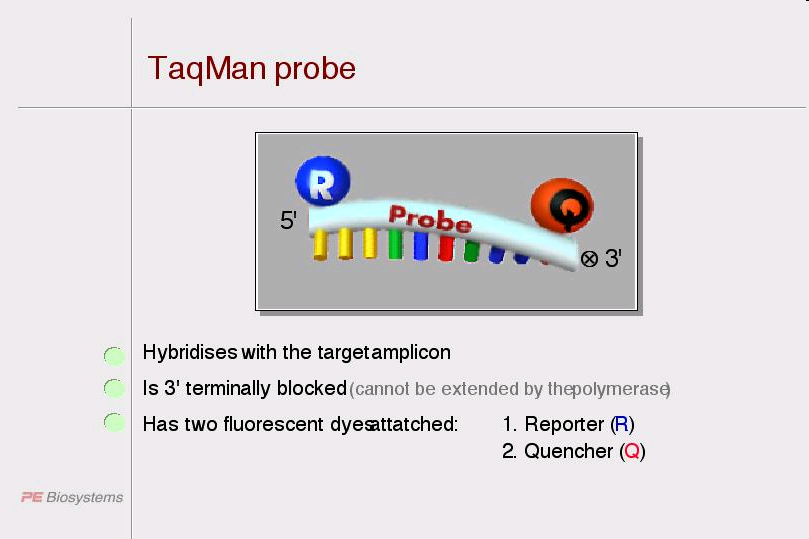 TaqMan probe
R
Q
5'
Probe
⊗ 3'
Hybridises with the target amplicon
Is 3' terminally blocked (cannot be extended by the polymerase)
Has two fluorescent dyes attatched: 1. Reporter (R)
2. Quencher (Q)
PE Biosystems